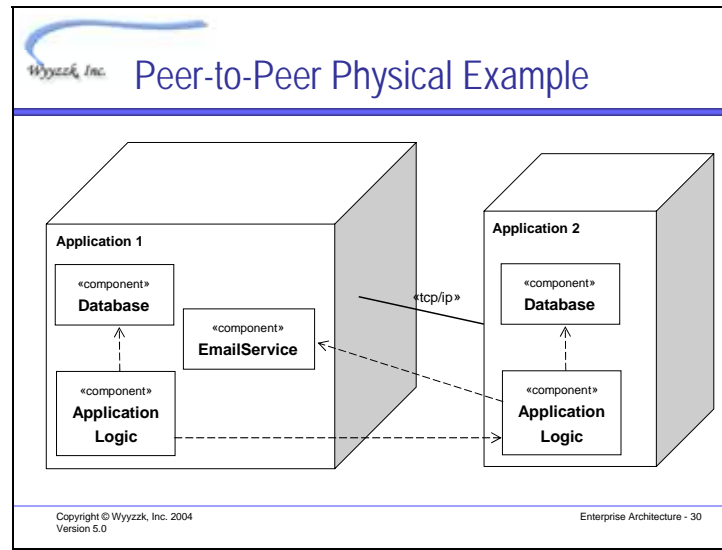 Wyyzzk, Inc.
Peer-to-Peer Physical Example
Application 1
«component»
Database
«component»
EmailService
«component»
Application
Logic
«tcp/ip»
Application 2
«component»
Database
«component»
Application
Logic
Copyright © Wyyzzk, Inc. 2004
Version 5.0
Enterprise Architecture - 30